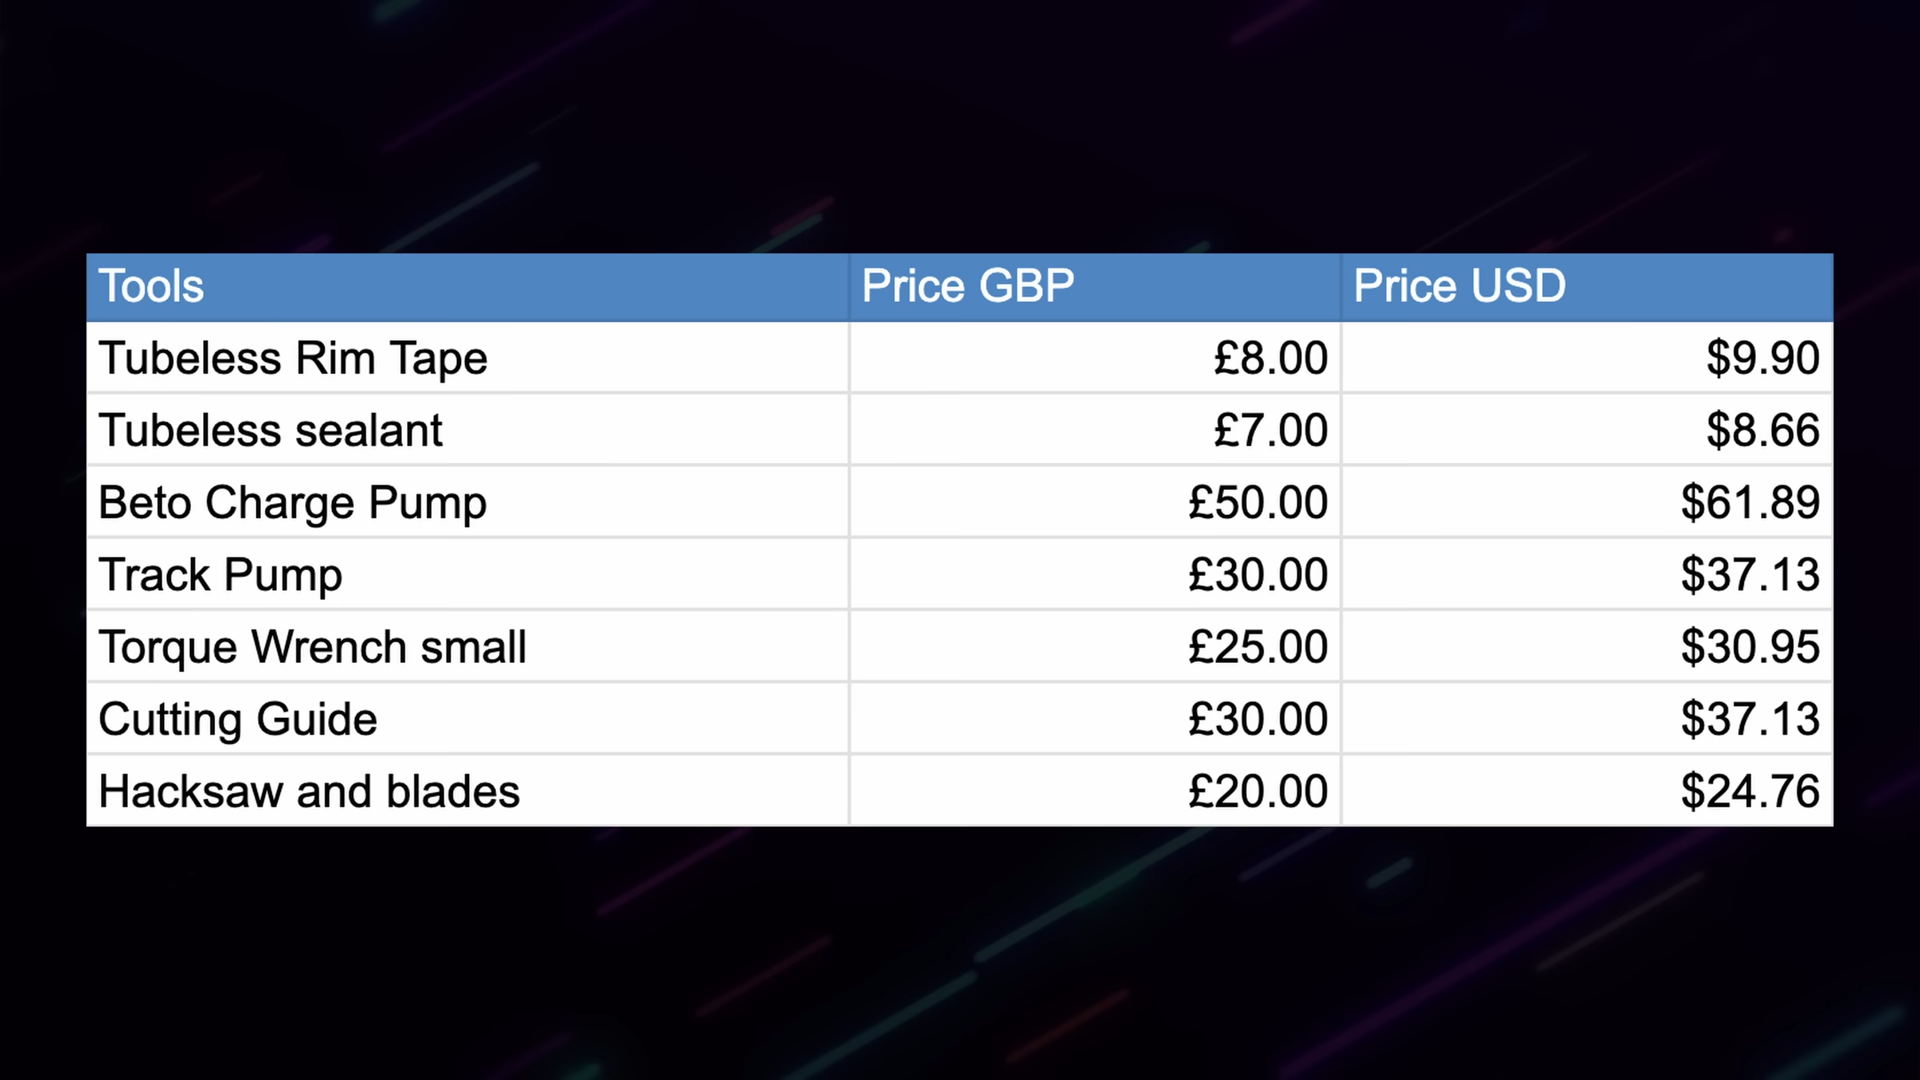 Tools Price GBP Price USD
Tubeless Rim Tape £8.00 $9.90
Tubeless sealant £7.00 $8.66
Beto Charge Pump £50.00 $61.89
Track Pump £30.00 $37.13
Torque Wrench small £25.00 $30.95
Cutting Guide £30.00 $37.13
Hacksaw and blades £20.00 $24.76